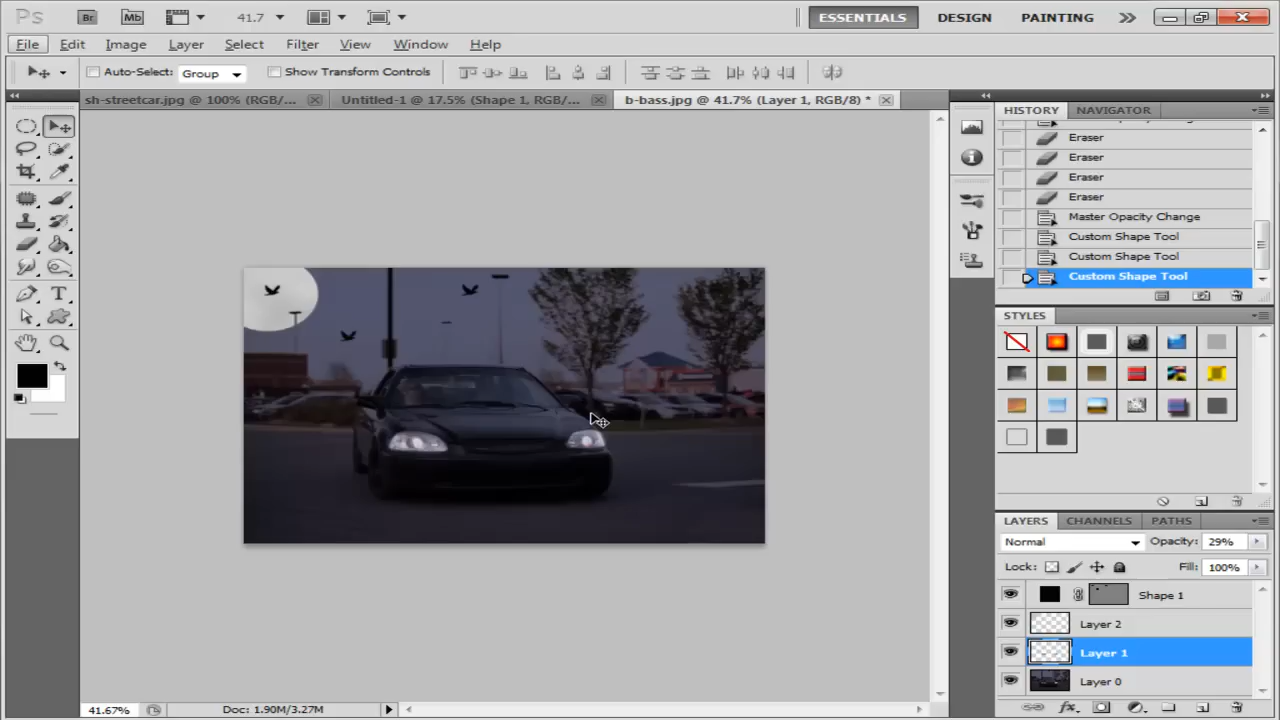 Ps Br Mb 41.7 ESSENTIALS DESIGN PAINTING
File Edit Image Layer Select Filter View Window Help
Auto-Select: Group Show Transform Controls
sh-streetcar.jpg @ 100% (RGB/... Untitled-1 @ 17.5% (Shape 1, RGB/... b-bass.jpg @ 41.7% (Layer 1, RGB/8) *
HISTORY NAVIGATOR
Eraser
Eraser
Eraser
Eraser
Master Opacity Change
Custom Shape Tool
Custom Shape Tool
Custom Shape Tool
STYLES
LAYERS CHANNELS PATHS
Normal Opacity: 29%
Lock: Fill: 100%
Shape 1
Layer 2
Layer 1
Layer 0
41.67% Doc: 1.90M/3.27M